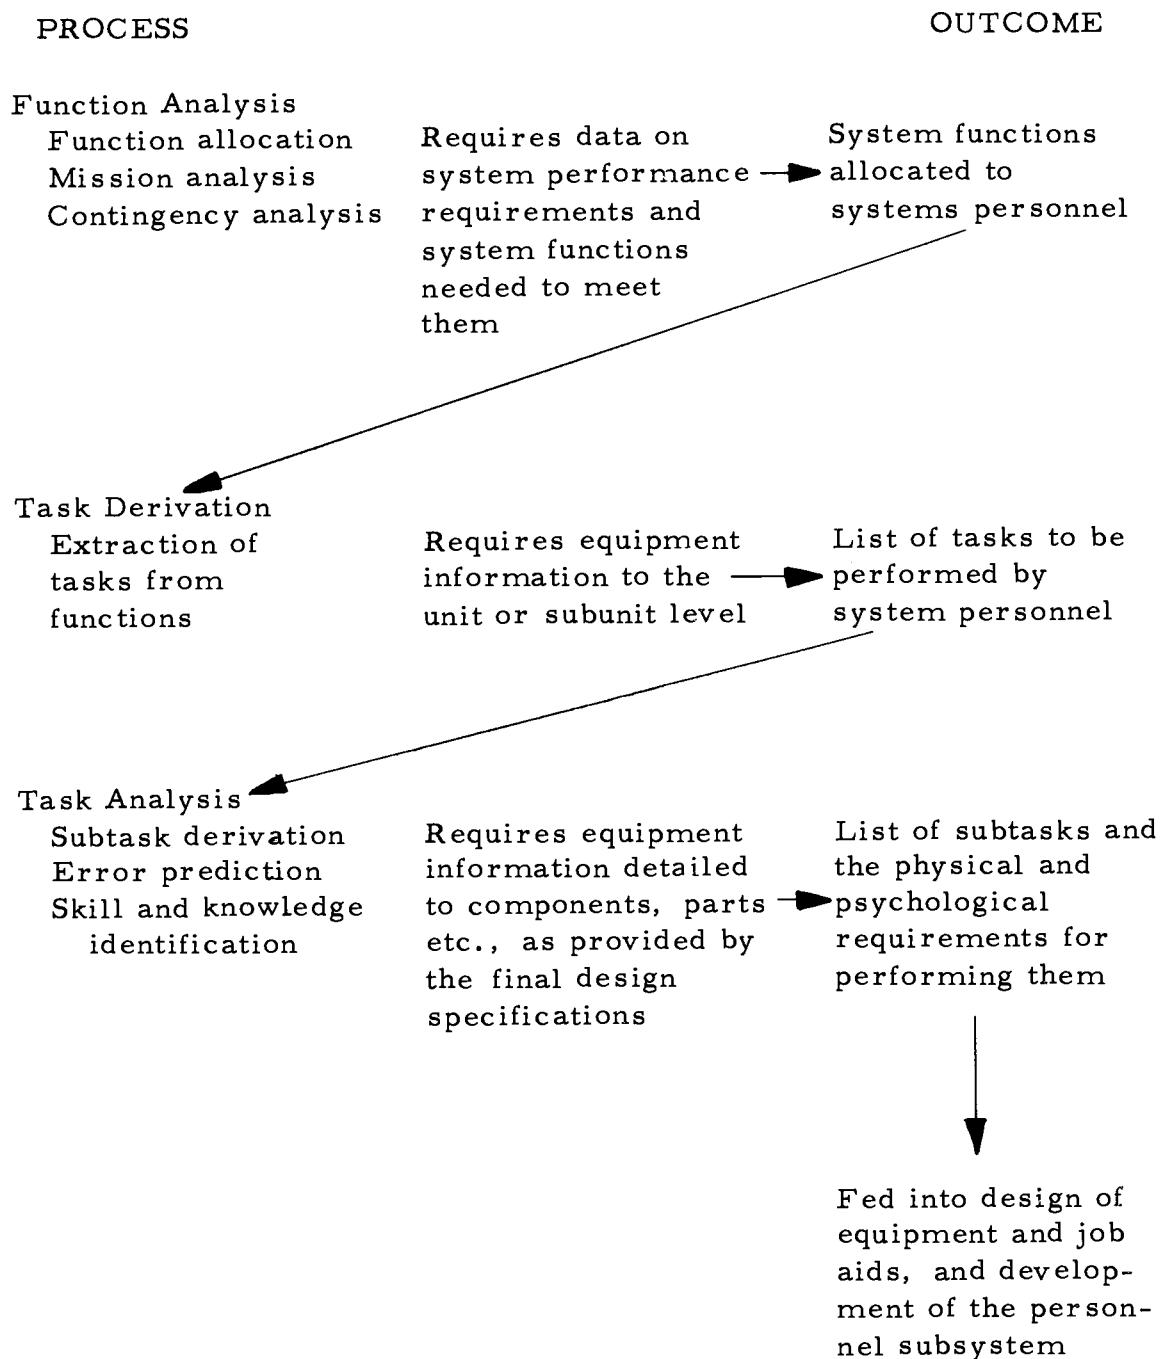 PROCESS
OUTCOME
Function Analysis
Function allocation
Mission analysis
Contingency analysis
Requires data on
system performance
requirements and
system functions
needed to meet
them
System functions
allocated to
systems personnel
Task Derivation
Extraction of
tasks from
functions
Requires equipment
information to the
unit or subunit level
List of tasks to be
performed by
system personnel
Task Analysis
Subtask derivation
Error prediction
Skill and knowledge
identification
Requires equipment
information detailed
to components, parts
etc., as provided by
the final design
specifications
List of subtasks and
the physical and
psychological
requirements for
performing them
Fed into design of
equipment and job
aids, and develop-
ment of the person-
nel subsystem